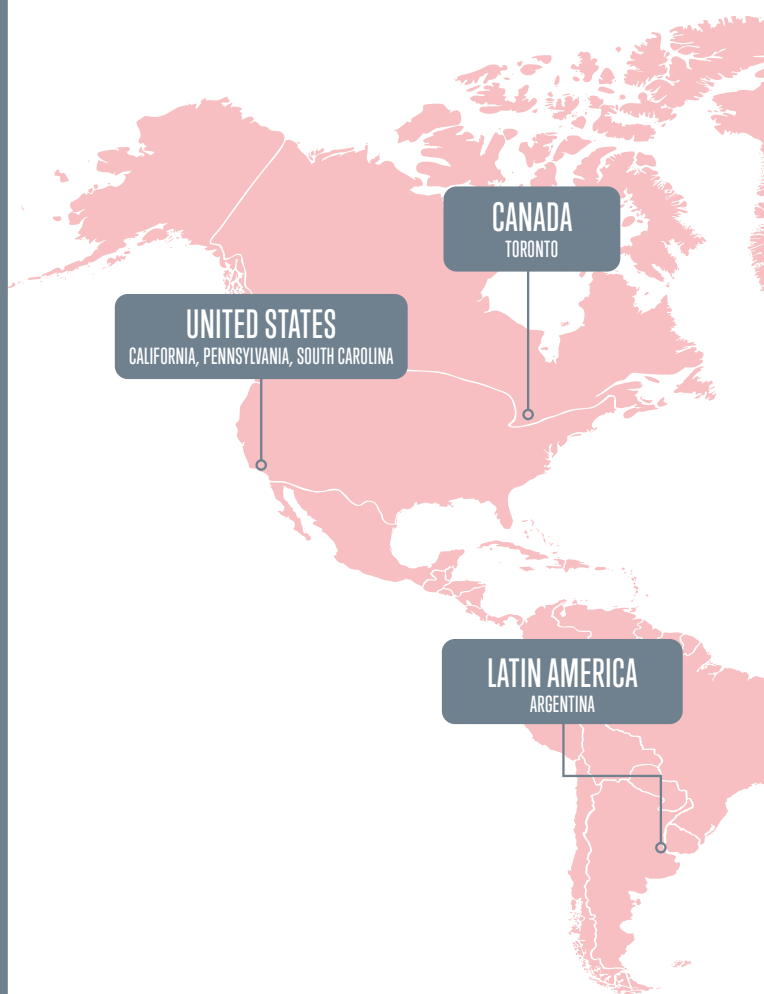 CANADA
TORONTO
UNITED STATES
CALIFORNIA, PENNSYLVANIA, SOUTH CAROLINA
LATIN AMERICA
ARGENTINA